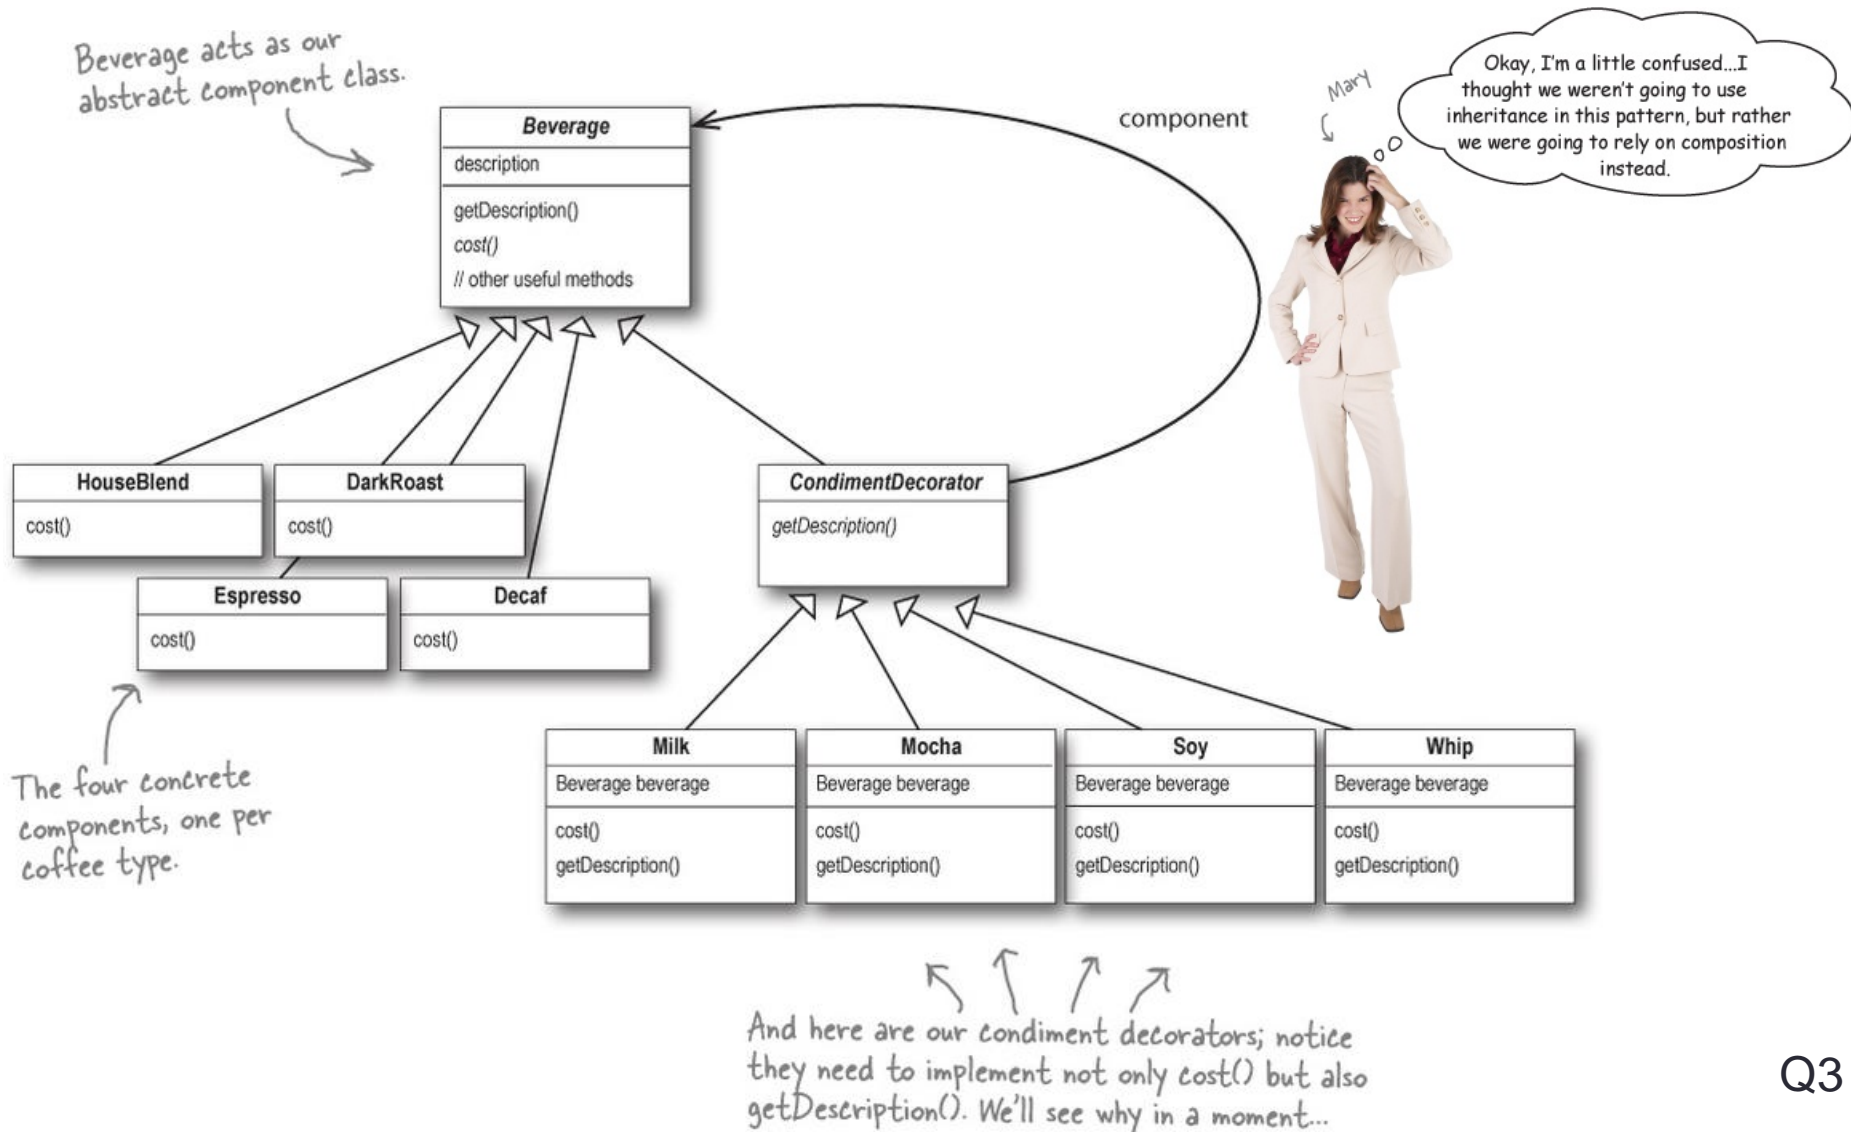 Beverage acts as our
abstract component class.
Beverage
description
getDescription()
cost()
// other useful methods
component
Mary
Okay, I'm a little confused...I
thought we weren't going to use
inheritance in this pattern, but rather
we were going to rely on composition
instead.
HouseBlend
cost()
DarkRoast
cost()
Espresso
cost()
Decaf
cost()
CondimentDecorator
getDescription()
The four concrete
components, one per
coffee type.
Milk
Beverage beverage
cost()
getDescription()
Mocha
Beverage beverage
cost()
getDescription()
Soy
Beverage beverage
cost()
getDescription()
Whip
Beverage beverage
cost()
getDescription()
And here are our condiment decorators; notice
they need to implement not only cost() but also
getDescription(). We'll see why in a moment...
Q3